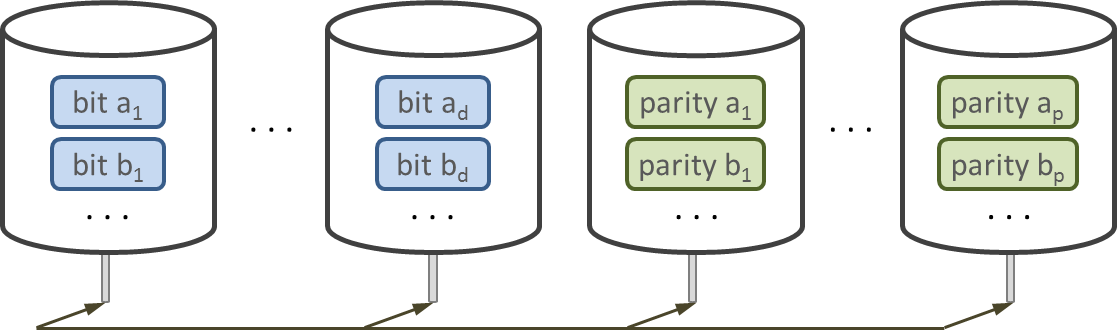 bit a1 bit ad parity a1 parity ap
. . . . . .
bit b1 bit bd parity b1 parity bp
. . . . . . . . . . . .